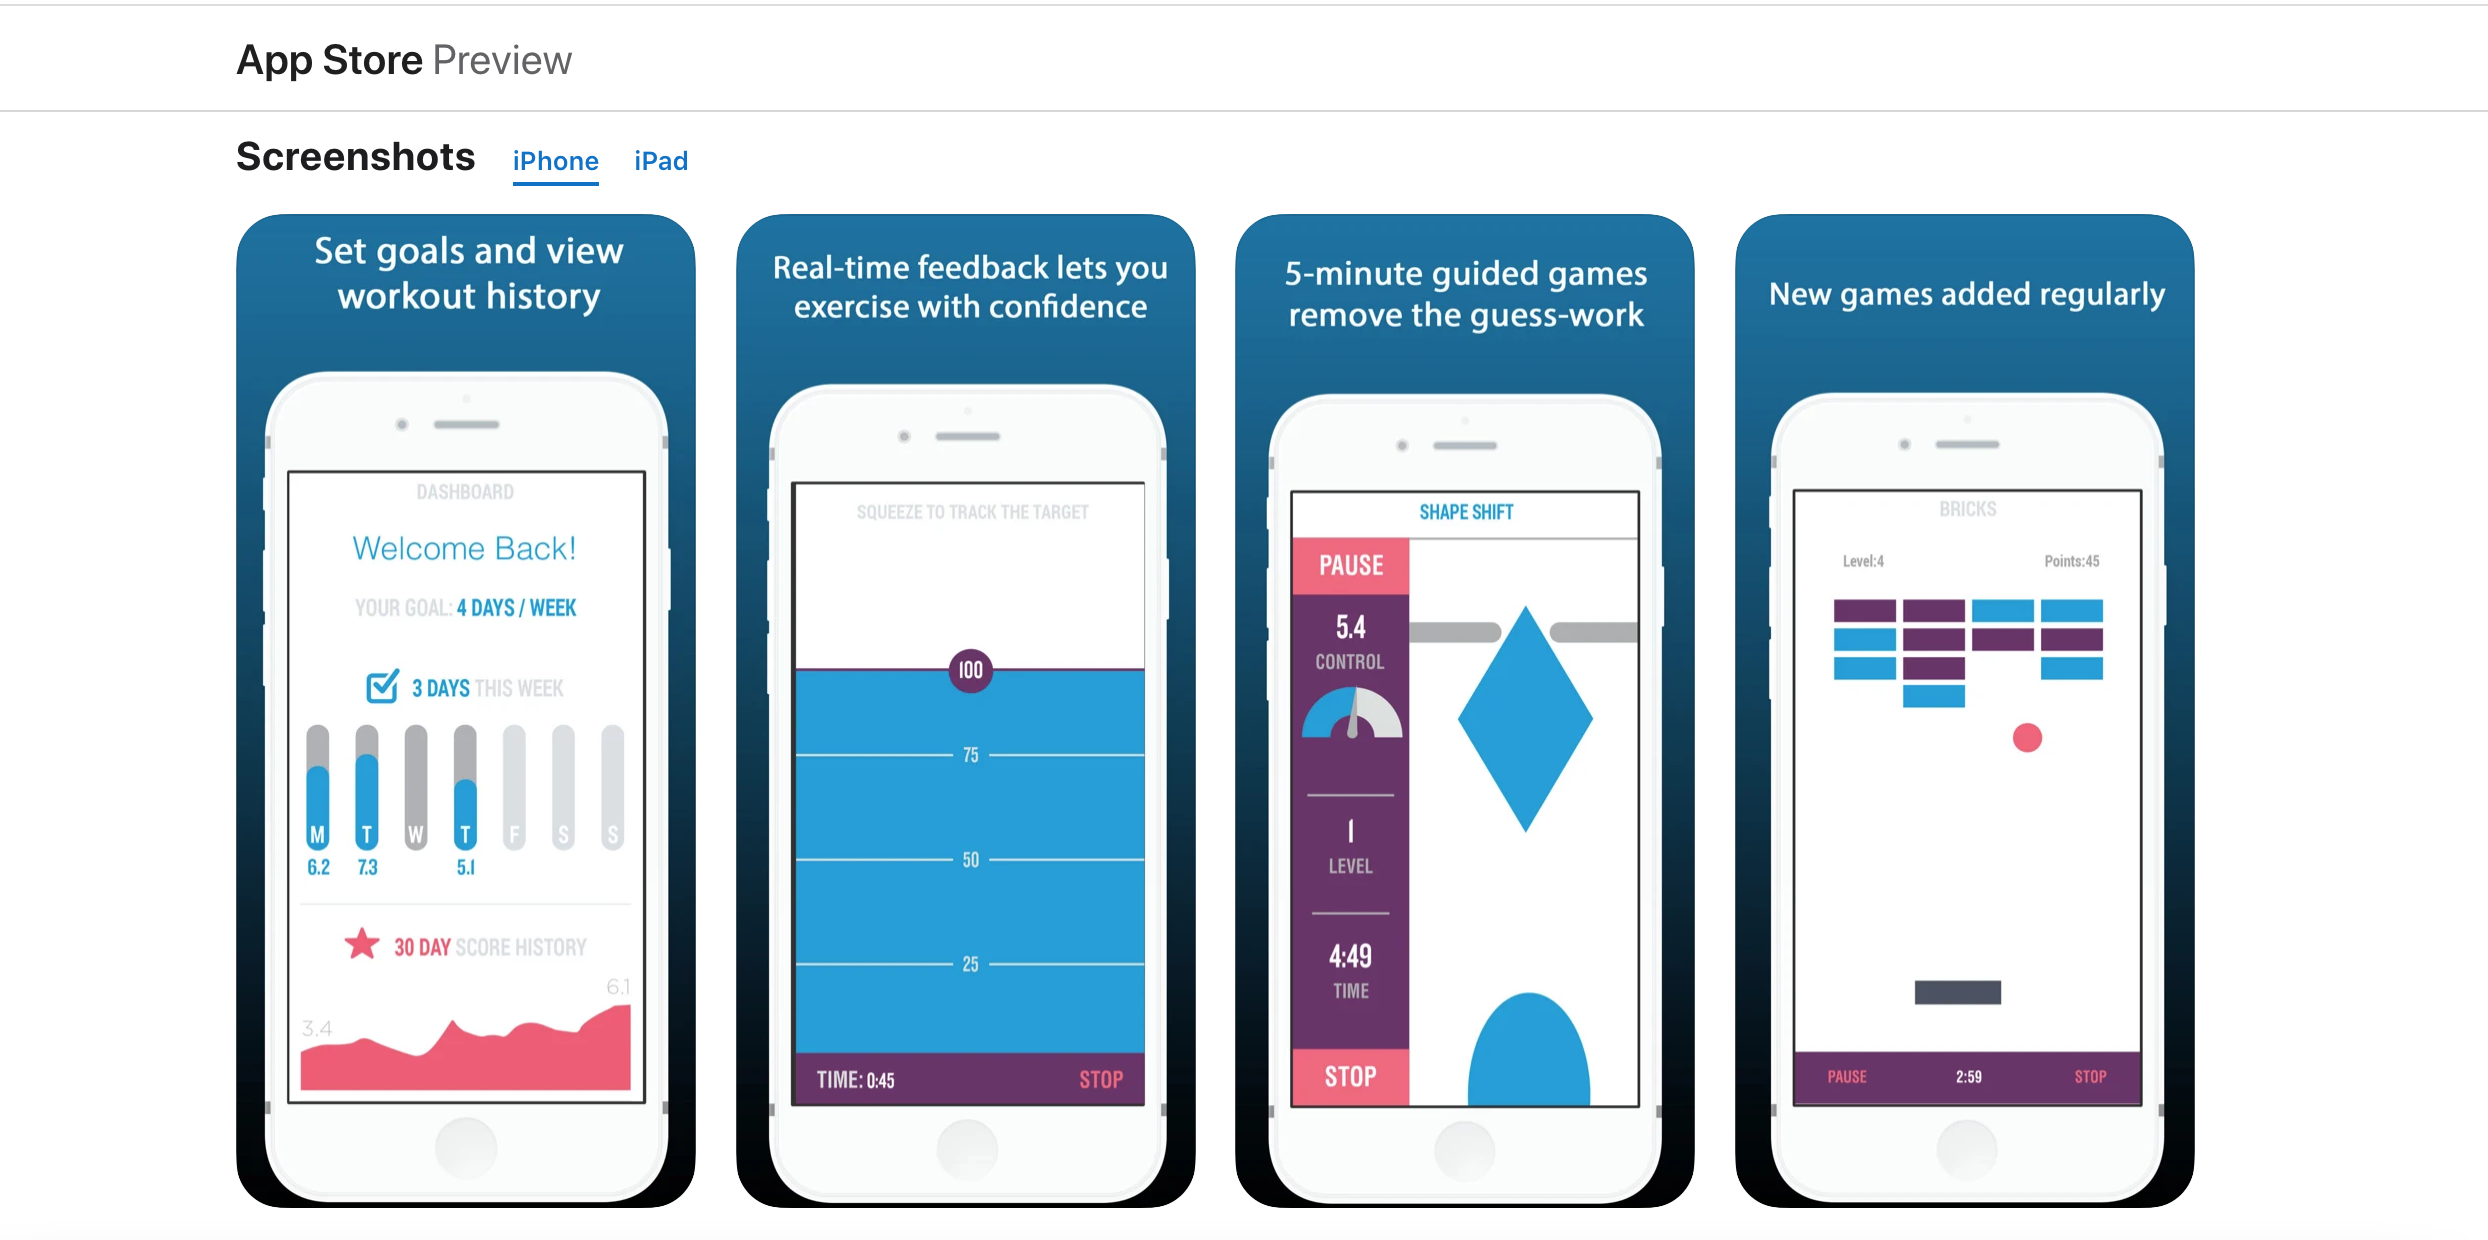 App Store Preview
Screenshots iPhone iPad
Set goals and view
workout history
DASHBOARD
Welcome Back!
YOUR GOAL: 4 DAYS / WEEK
3 DAYS THIS WEEK
M T W T F S S
6.2 7.3 5.1
30 DAY SCORE HISTORY
6.1
3.4
Real-time feedback lets you
exercise with confidence
SQUEEZE TO TRACK THE TARGET
100
75
50
25
TIME: 0:45 STOP
5-minute guided games
remove the guess-work
SHAPE SHIFT
PAUSE
5.4
CONTROL
1
LEVEL
4:49
TIME
STOP
New games added regularly
BRICKS
Level:4 Points:45
PAUSE 2:59 STOP